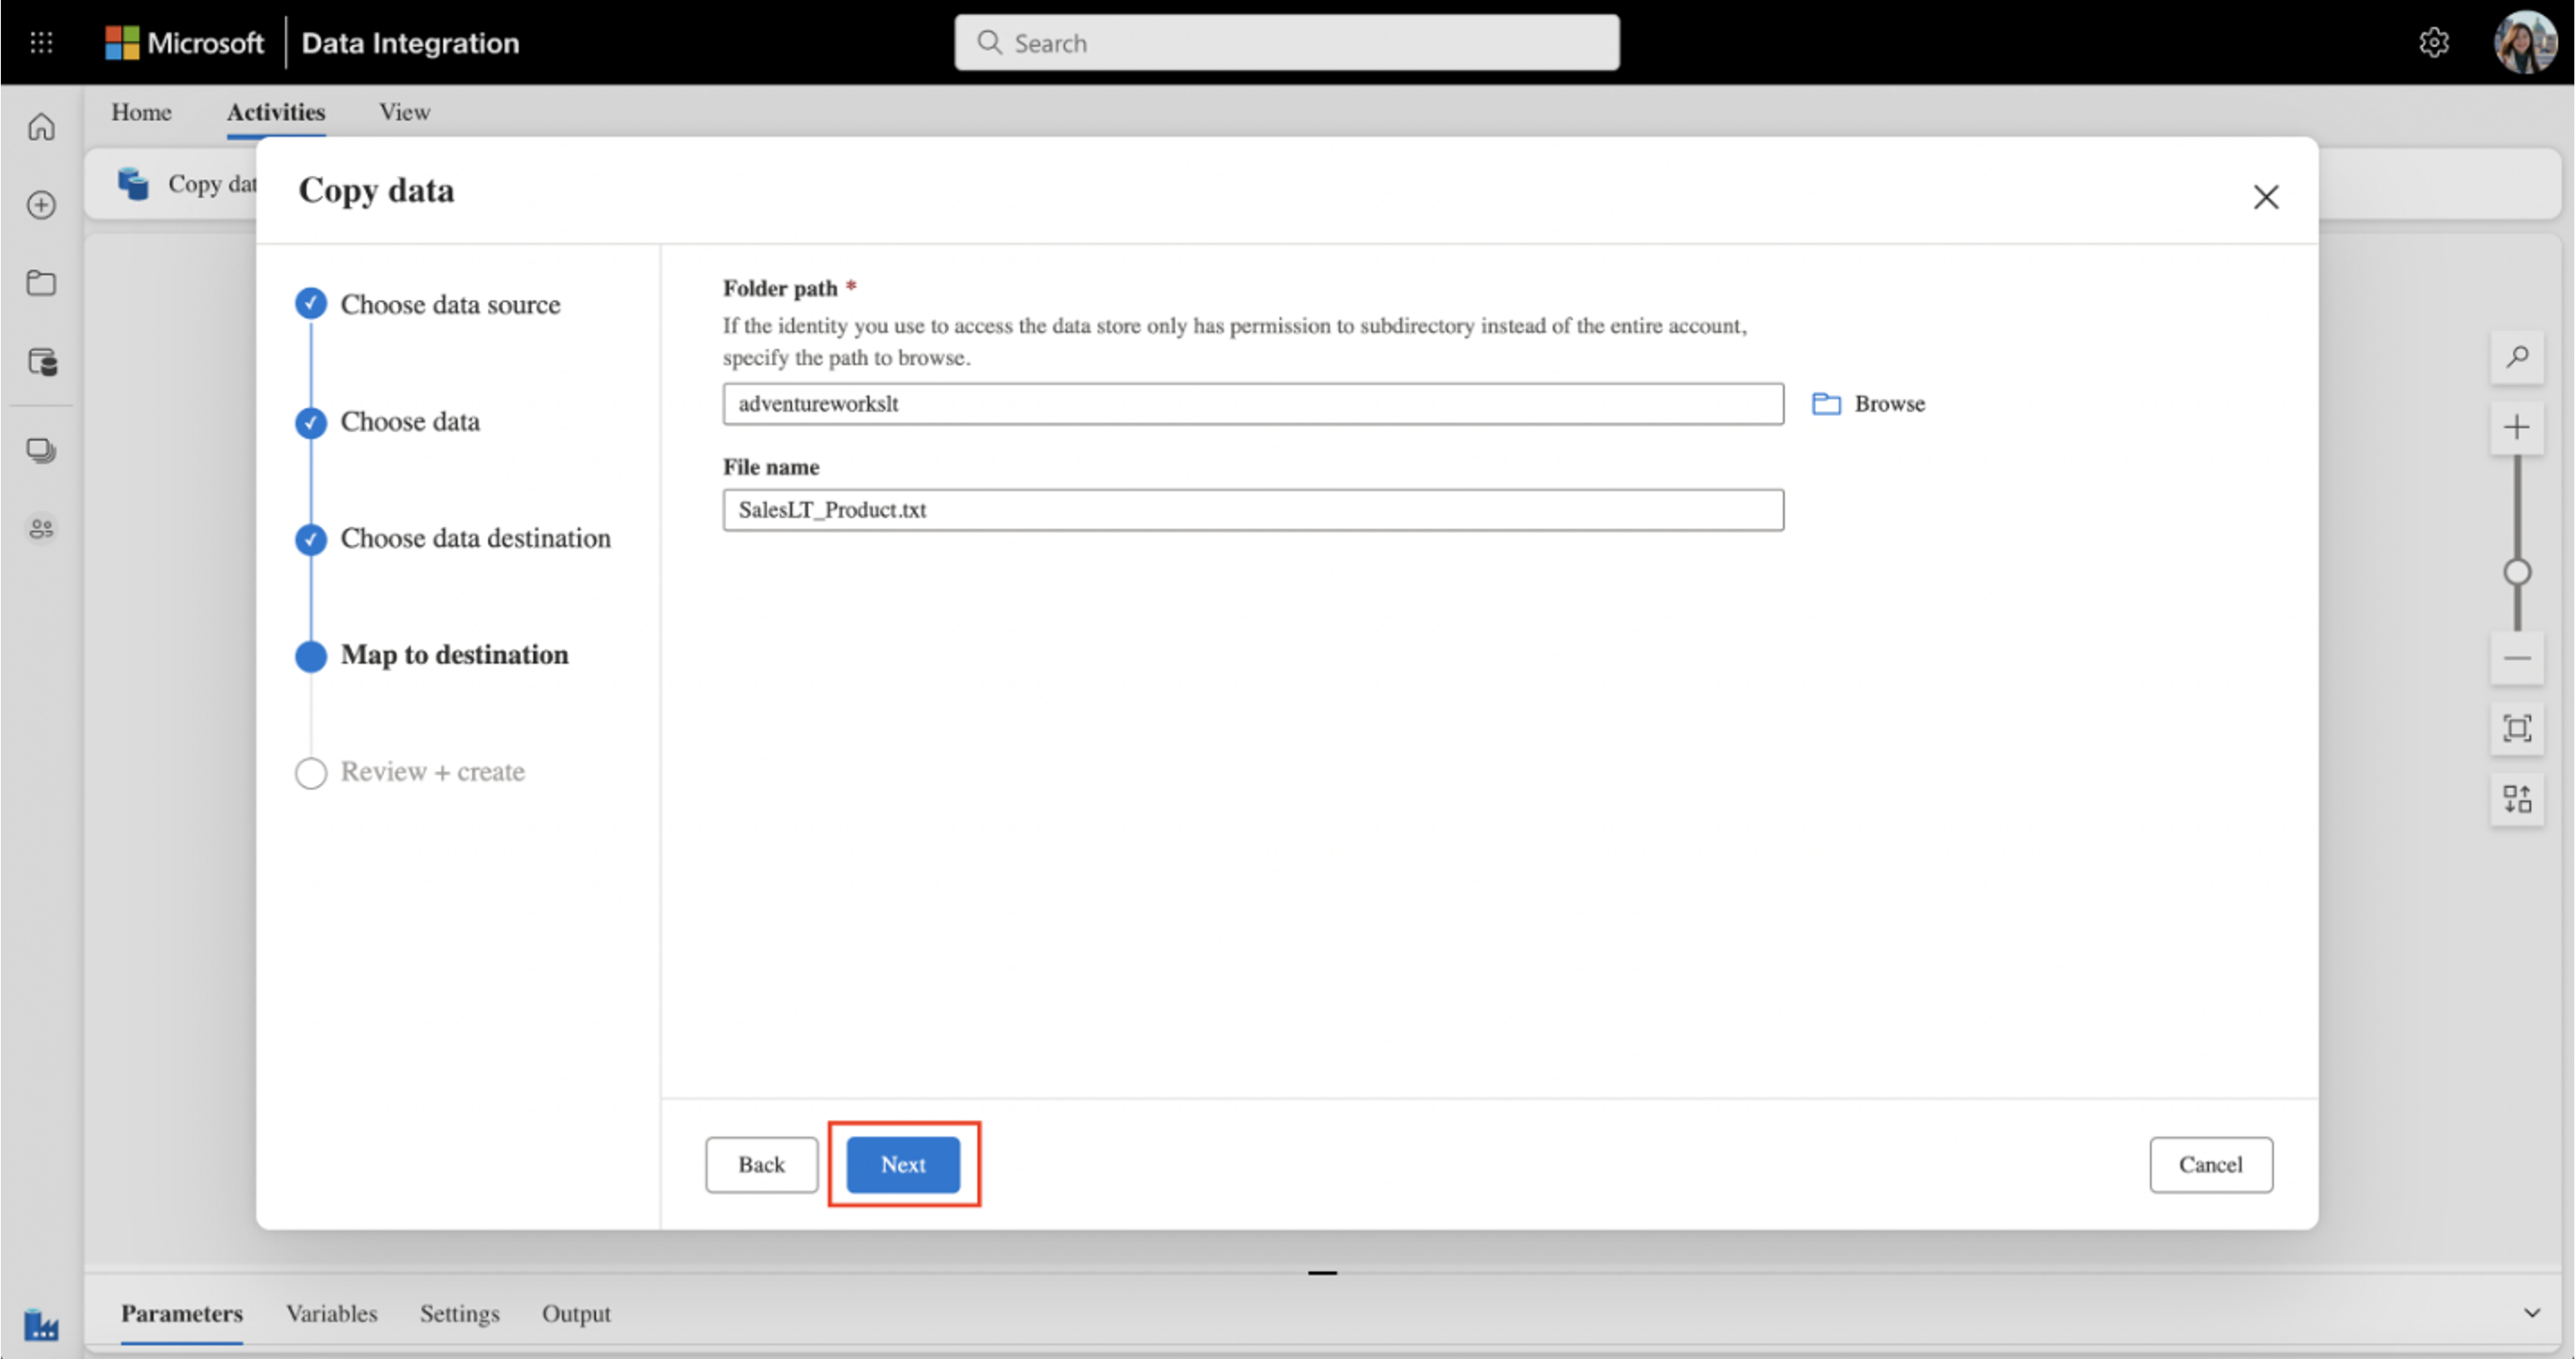 Microsoft
Data Integration
Search
Home
Activities
View
Copy dat
Copy data
Choose data source
Choose data
Choose data destination
Map to destination
Review + create
Folder path *
If the identity you use to access the data store only has permission to subdirectory instead of the entire account,
specify the path to browse.
adventureworkslt
Browse
File name
SalesLT_Product.txt
Back
Next
Cancel
Parameters
Variables
Settings
Output